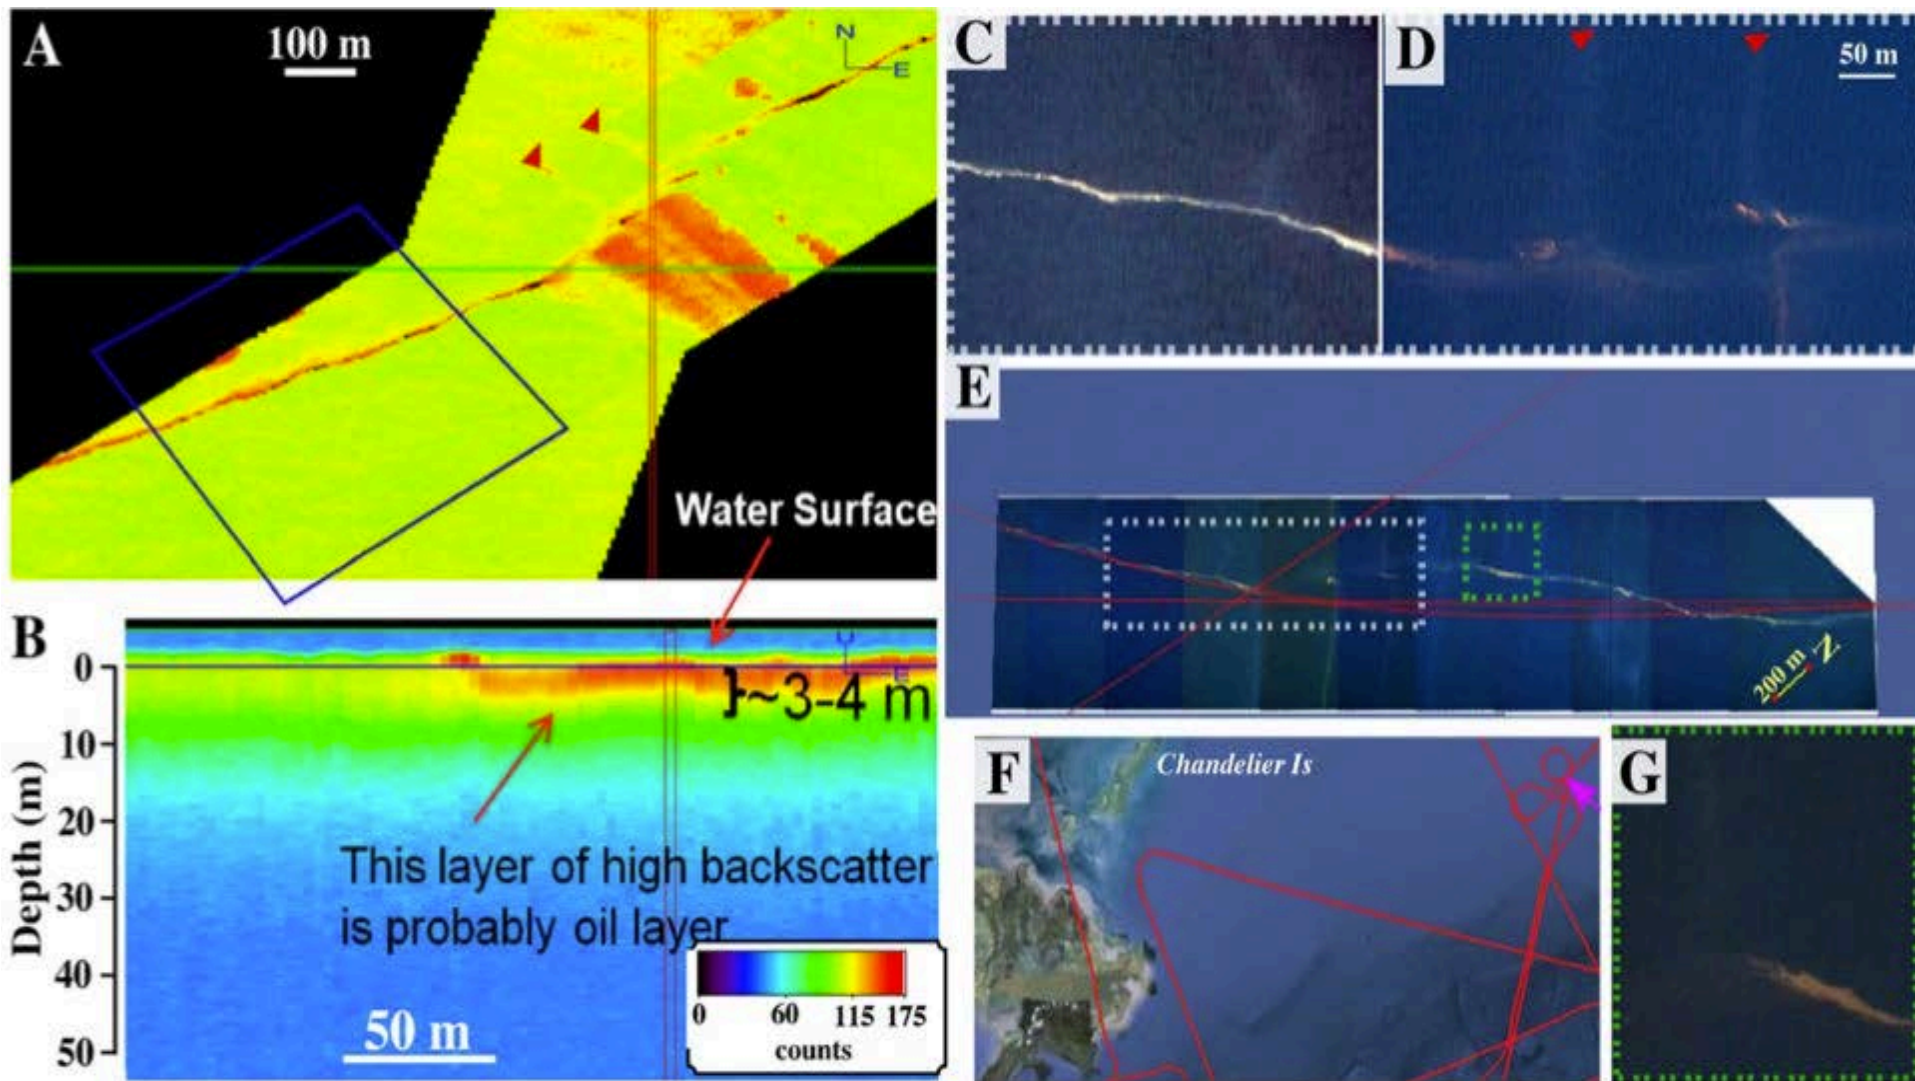 A
100 m
N
E
Water Surface
B
U
E
}~3-4 m
0
10
20
30
40
50
Depth (m)
This layer of high backscatter
is probably oil layer
50 m
0 60 115 175
counts
C
D
50 m
E
200 m
N
F
Chandelier Is
G